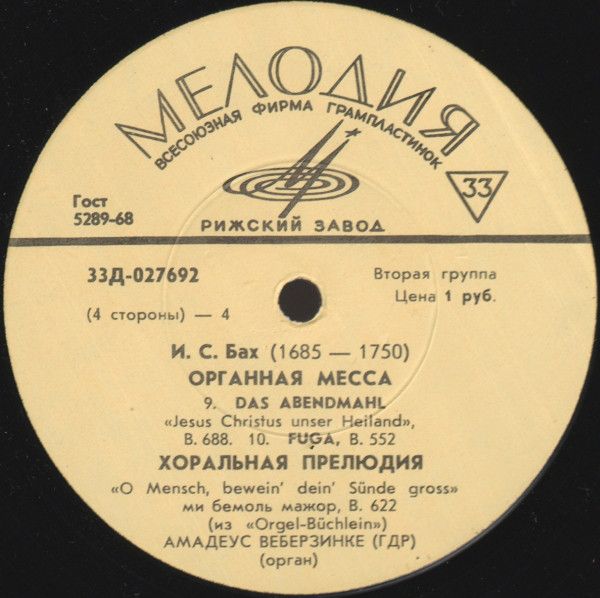 МЕЛОДИЯ
ВСЕСОЮЗНАЯ ФИРМА ГРАМПЛАСТИНОК
33
Гост
5289-68
РИЖСКИЙ ЗАВОД
33Д-027692
Вторая группа
Цена 1 руб.
(4 стороны) — 4
И. С. Бах (1685 — 1750)
ОРГАННАЯ МЕССА
9. DAS ABENDMAHL
«Jesus Christus unser Heiland»,
B. 688. 10. FUGA, B. 552
ХОРАЛЬНАЯ ПРЕЛЮДИЯ
«O Mensch, bewein' dein' Sünde gross»
ми бемоль мажор, B. 622
(из «Orgel-Büchlein»)
АМАДЕУС ВЕБЕРЗИНКЕ (ГДР)
(орган)